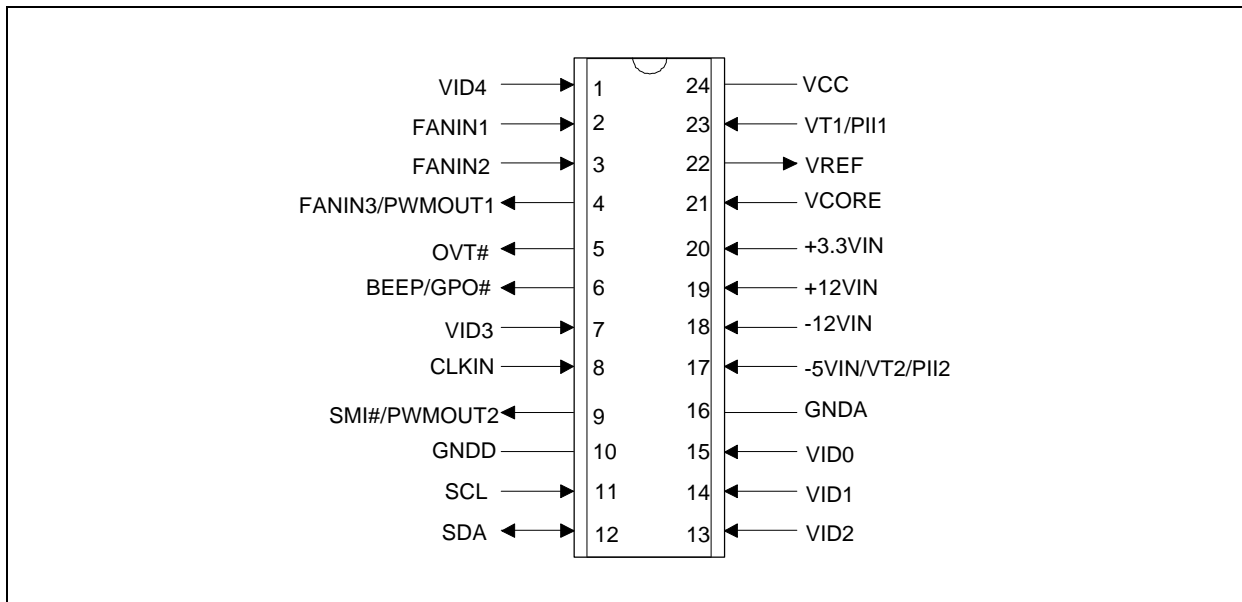 VID4 1 24 VCC
FANIN1 2 23 VT1/PII1
FANIN2 3 22 VREF
FANIN3/PWMOUT1 4 21 VCORE
OVT# 5 20 +3.3VIN
BEEP/GPO# 6 19 +12VIN
VID3 7 18 -12VIN
CLKIN 8 17 -5VIN/VT2/PII2
SMI#/PWMOUT2 9 16 GNDA
GNDD 10 15 VID0
SCL 11 14 VID1
SDA 12 13 VID2